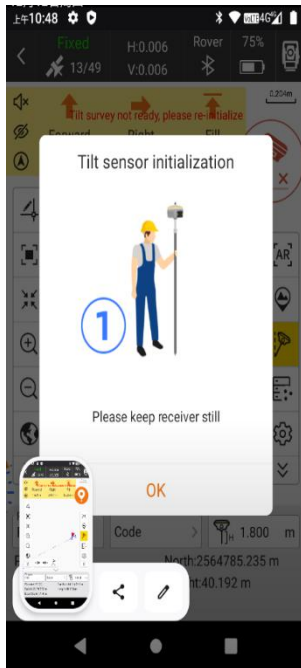 上午10:48
4G
Fixed
H:0.006
Rover
75%
13/49
V:0.006
0.204m
Tilt survey not ready, please re-initialize
Forward
Right
Fill
Tilt sensor initialization
AR
1
Please keep receiver still
OK
Code
1.800 m
North:2564785.235 m
ht:40.192 m